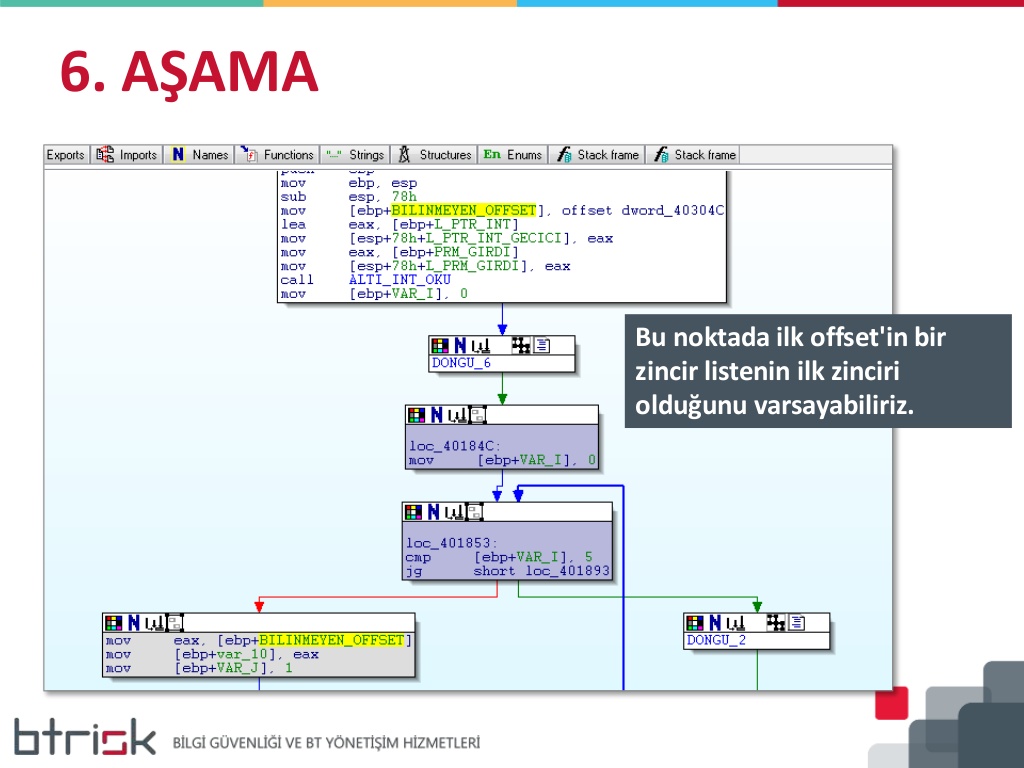 6. AŞAMA
Exports Imports N Names Functions "..." Strings Structures En Enums Stack frame Stack frame
push ebp
mov ebp, esp
sub esp, 78h
mov [ebp+BILINMEYEN_OFFSET], offset dword_40304C
lea eax, [ebp+L_PTR_INT]
mov [esp+78h+L_PTR_INT_GECICI], eax
mov eax, [ebp+PRM_GIRDI]
mov [esp+78h+L_PRM_GIRDI], eax
call ALTI_INT_OKU
mov [ebp+VAR_I], 0
Bu noktada ilk offset'in bir
zincir listenin ilk zinciri
olduğunu varsayabiliriz.
DONGU_6
loc_40184C:
mov [ebp+VAR_I], 0
loc_401853:
cmp [ebp+VAR_I], 5
jg short loc_401893
mov eax, [ebp+BILINMEYEN_OFFSET]
mov [ebp+var_10], eax
mov [ebp+VAR_J], 1
DONGU_2
btrisk BİLGİ GÜVENLİĞİ VE BT YÖNETİŞİM HİZMETLERİ